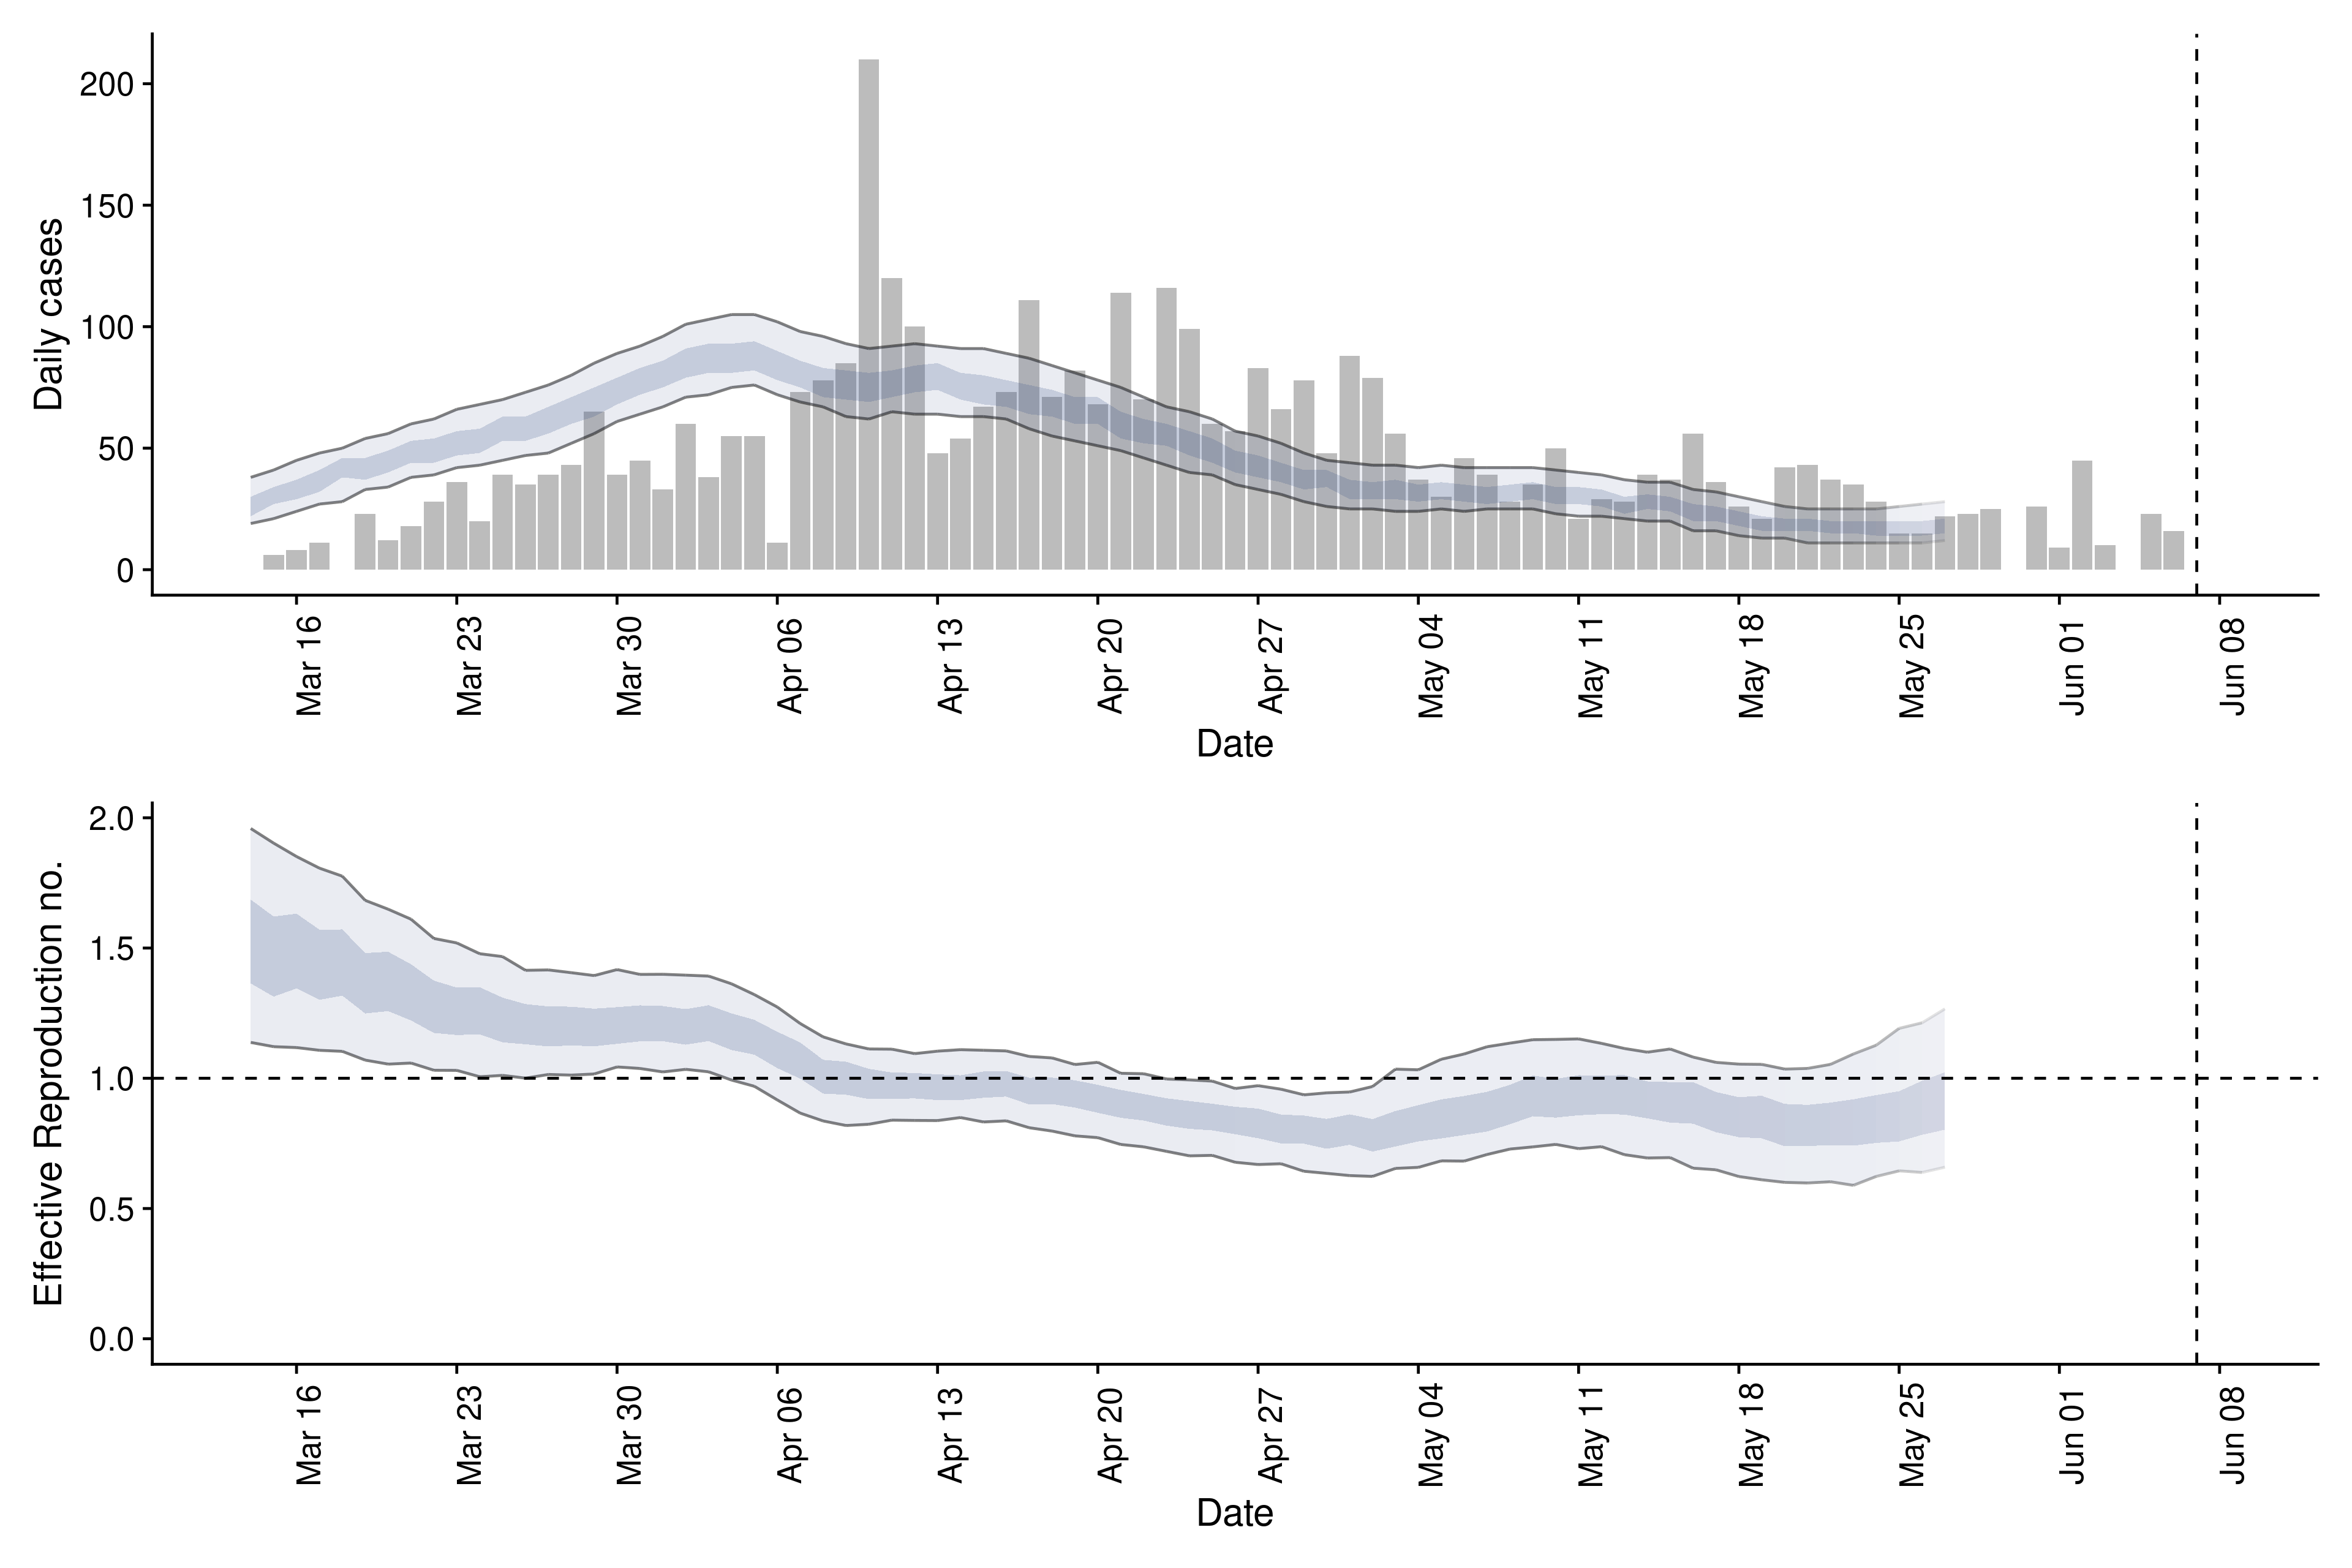 200
150
100
50
0
Daily cases
Mar 16
Mar 23
Mar 30
Apr 06
Apr 13
Apr 20
Apr 27
May 04
May 11
May 18
May 25
Jun 01
Jun 08
Date
2.0
1.5
1.0
0.5
0.0
Effective Reproduction no.
Mar 16
Mar 23
Mar 30
Apr 06
Apr 13
Apr 20
Apr 27
May 04
May 11
May 18
May 25
Jun 01
Jun 08
Date